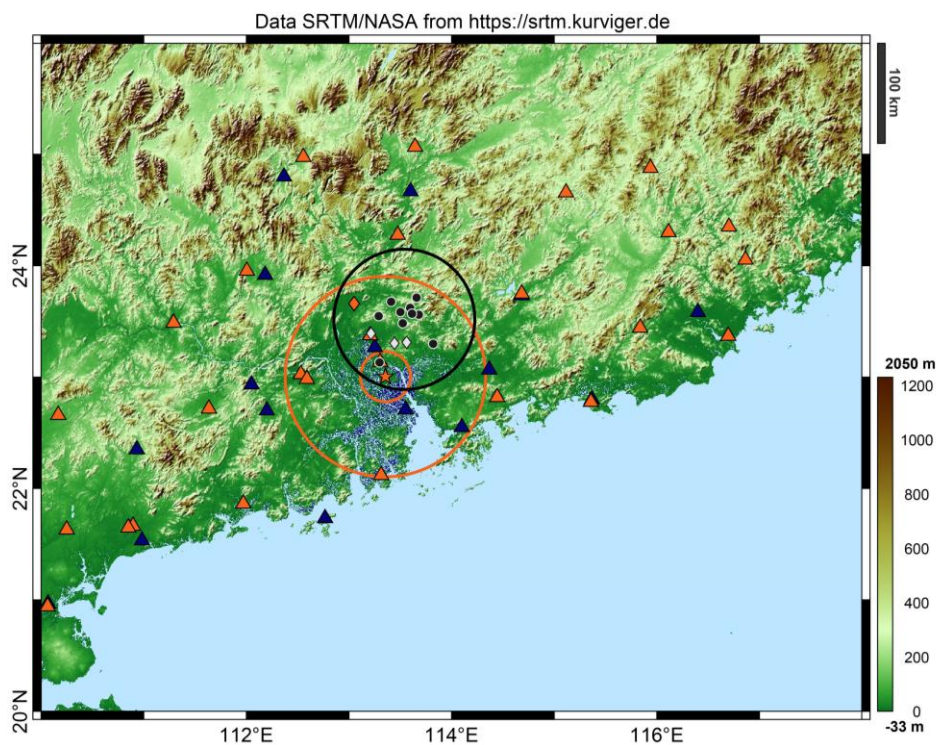 Data SRTM/NASA from https://srtm.kurviger.de
100 km
24°N
22°N
20°N
112°E
114°E
116°E
2050 m
1200
1000
800
600
400
200
0
-33 m